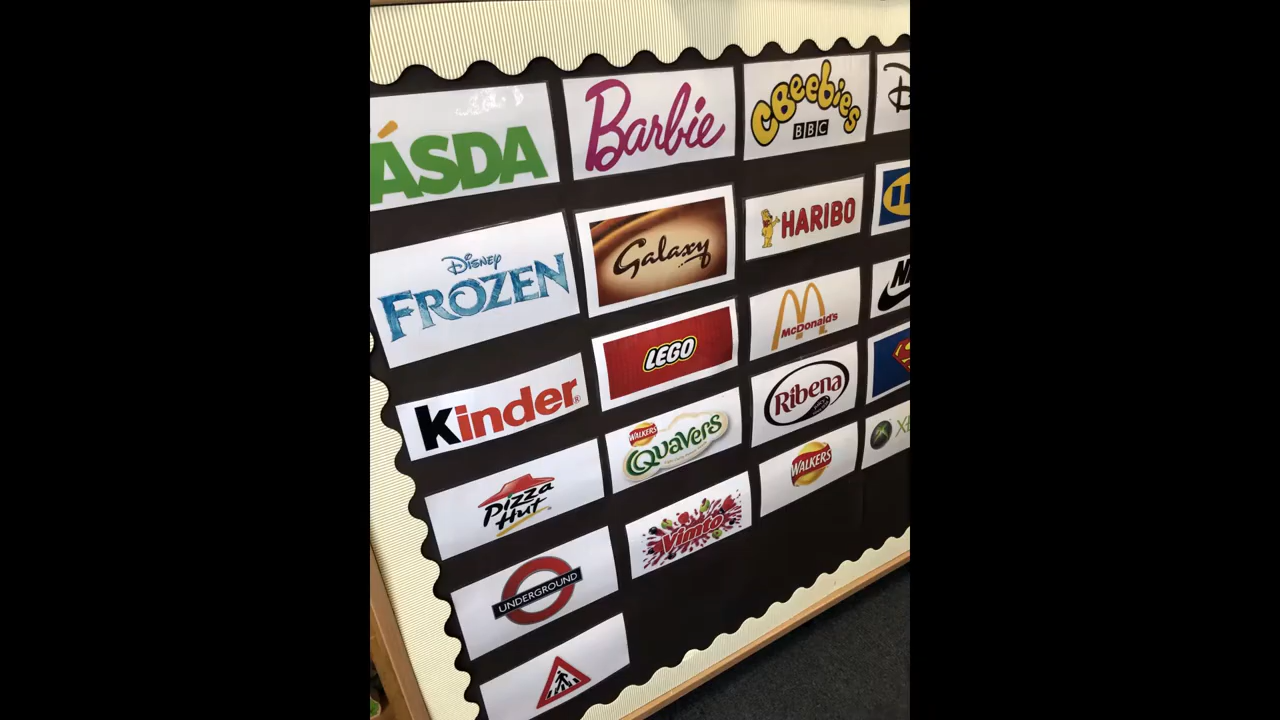 ASDA
Barbie
CBeebies
BBC
D
DISNEY
FROZEN
Galaxy
HARIBO
I
Kinder®
LEGO
McDonald's
N
PIZZA
Hut
WALKERS
QUAVERS
Ribena
S
UNDERGROUND
Vimto
WALKERS
X